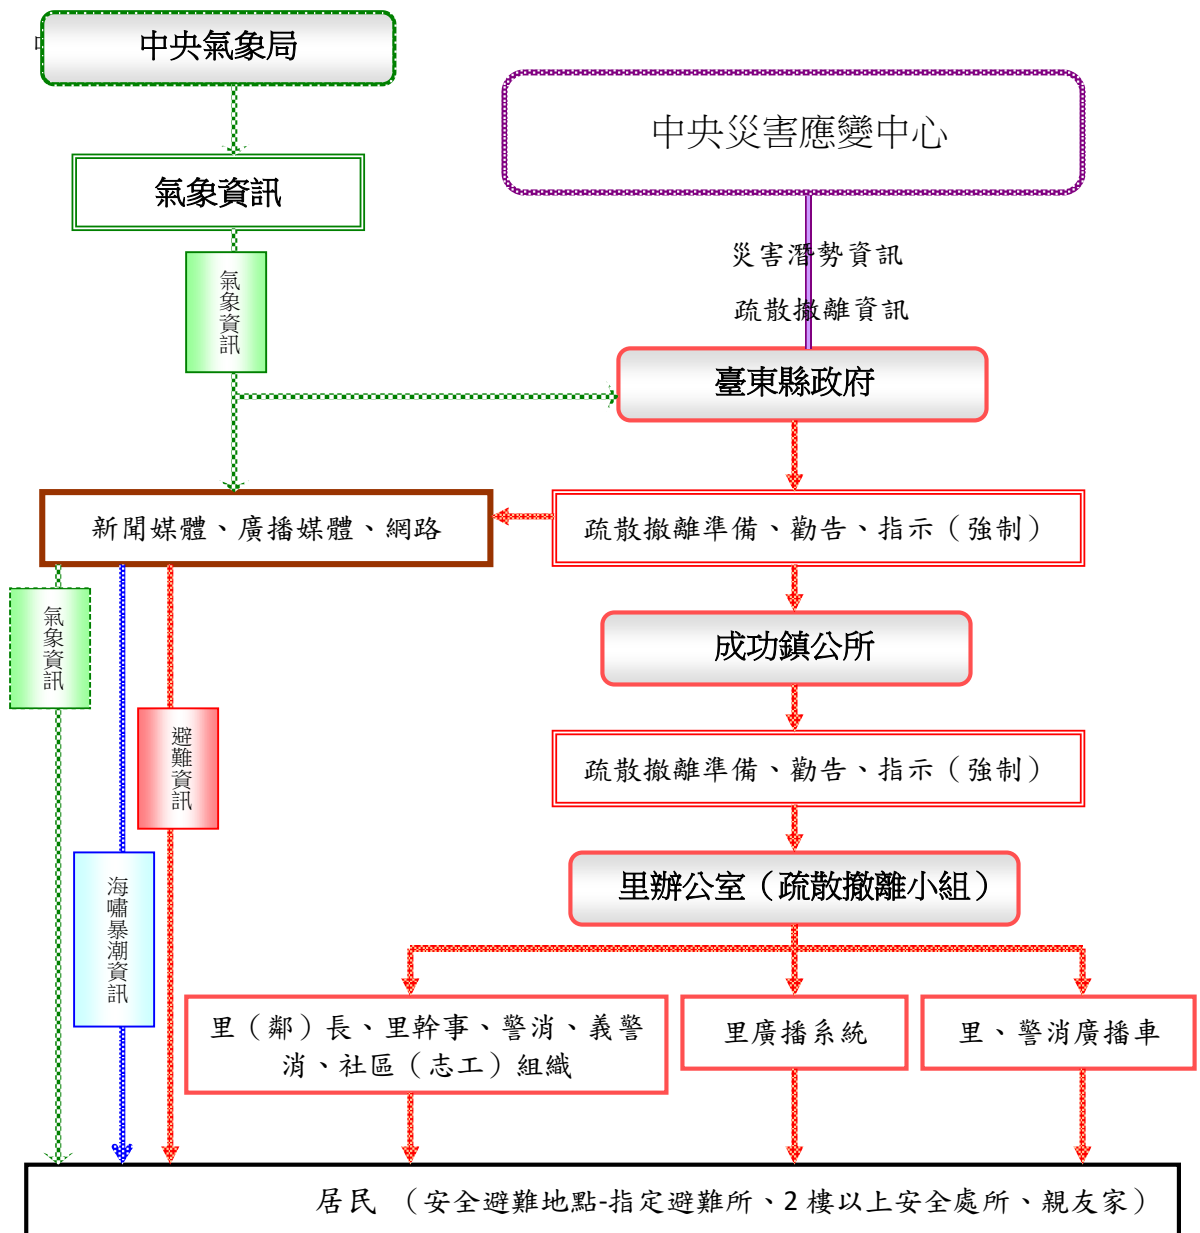 中央氣象局
中央災害應變中心
氣象資訊
災害潛勢資訊
氣象資訊
疏散撤離資訊
臺東縣政府
新聞媒體、廣播媒體、網路
疏散撤離準備、勸告、指示（強制）
氣象資訊
成功鎮公所
避難資訊
疏散撤離準備、勸告、指示（強制）
海嘯暴潮資訊
里辦公室（疏散撤離小組）
里（鄰）長、里幹事、警消、義警
消、社區（志工）組織
里廣播系統
里、警消廣播車
居民 （安全避難地點-指定避難所、2 樓以上安全處所、親友家）